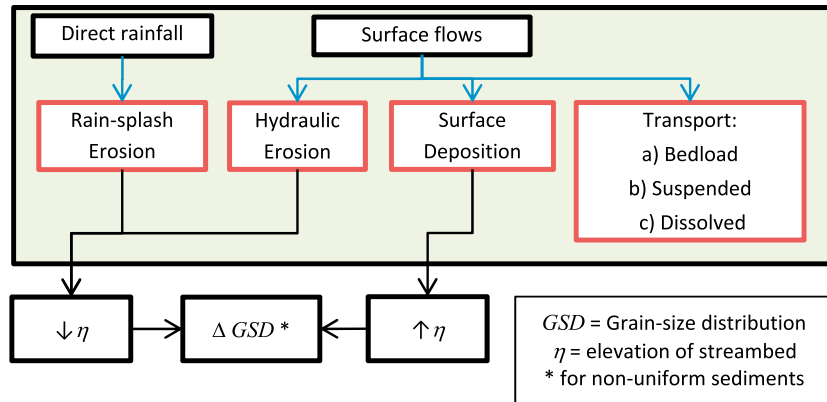 Direct rainfall
Surface flows
Rain-splash
Erosion
Hydraulic
Erosion
Surface
Deposition
Transport:
a) Bedload
b) Suspended
c) Dissolved
↓ η
Δ GSD *
↑ η
GSD = Grain-size distribution
η = elevation of streambed
* for non-uniform sediments